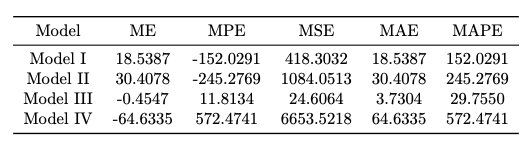 Model ME MPE MSE MAE MAPE
Model I 18.5387 -152.0291 418.3032 18.5387 152.0291
Model II 30.4078 -245.2769 1084.0513 30.4078 245.2769
Model III -0.4547 11.8134 24.6064 3.7304 29.7550
Model IV -64.6335 572.4741 6653.5218 64.6335 572.4741